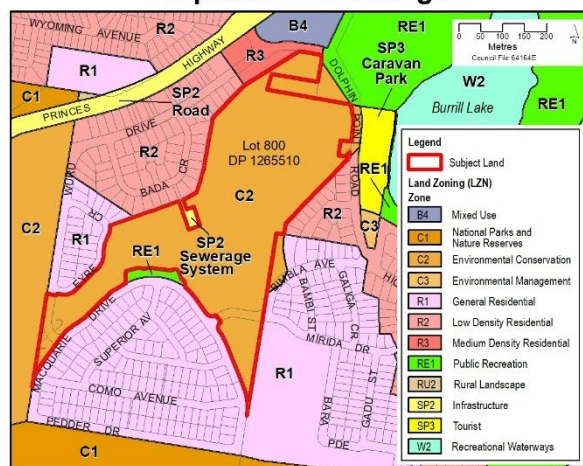 WYOMING AVENUE
R2
B4
RE1
R3
SP3
Caravan
Park
0 50 100 150 200
Metres
Council File 64164E
R1
HIGHWAY
DOLPHIN
W2
Burrill Lake
RE1
C1
PRINCES
SP2
Road
DRIVE
Lot 800
DP 1265510
POINT
RE1
R2
BADA CR
WURU
C2
ROAD
R2
C3
C2
R1
CR
SP2
Sewerage
System
EYRE
RE1
BIMBLA AVE
BAMBI ST
GALGA CR
DRIVE
MACQUARIE
SUPERIOR AV
MIRIDA DR
R1
COMO AVENUE
BARA
PDE
GADU ST
PEDDER DR
C1
Legend
Subject Land
Land Zoning (LZN)
Zone
B4 Mixed Use
C1 National Parks and
Nature Reserves
C2 Environmental Conservation
C3 Environmental Management
R1 General Residential
R2 Low Density Residential
R3 Medium Density Residential
RE1 Public Recreation
RU2 Rural Landscape
SP2 Infrastructure
SP3 Tourist
W2 Recreational Waterways